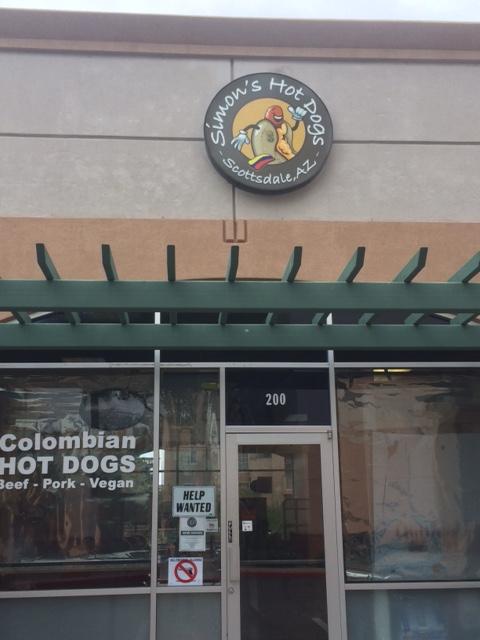 Simon's Hot Dogs
- Scottsdale, AZ -
200
Colombian
HOT DOGS
Beef - Pork - Vegan
HELP
WANTED